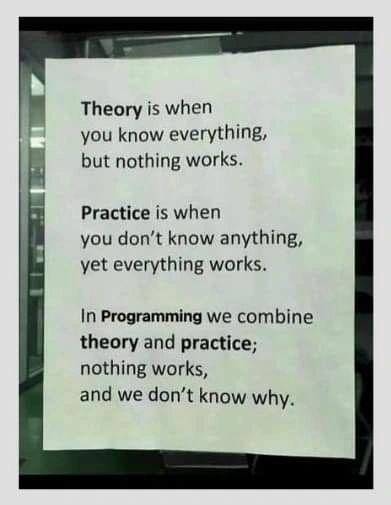 Theory is when
you know everything,
but nothing works.
Practice is when
you don't know anything,
yet everything works.
In Programming we combine
theory and practice;
nothing works,
and we don't know why.